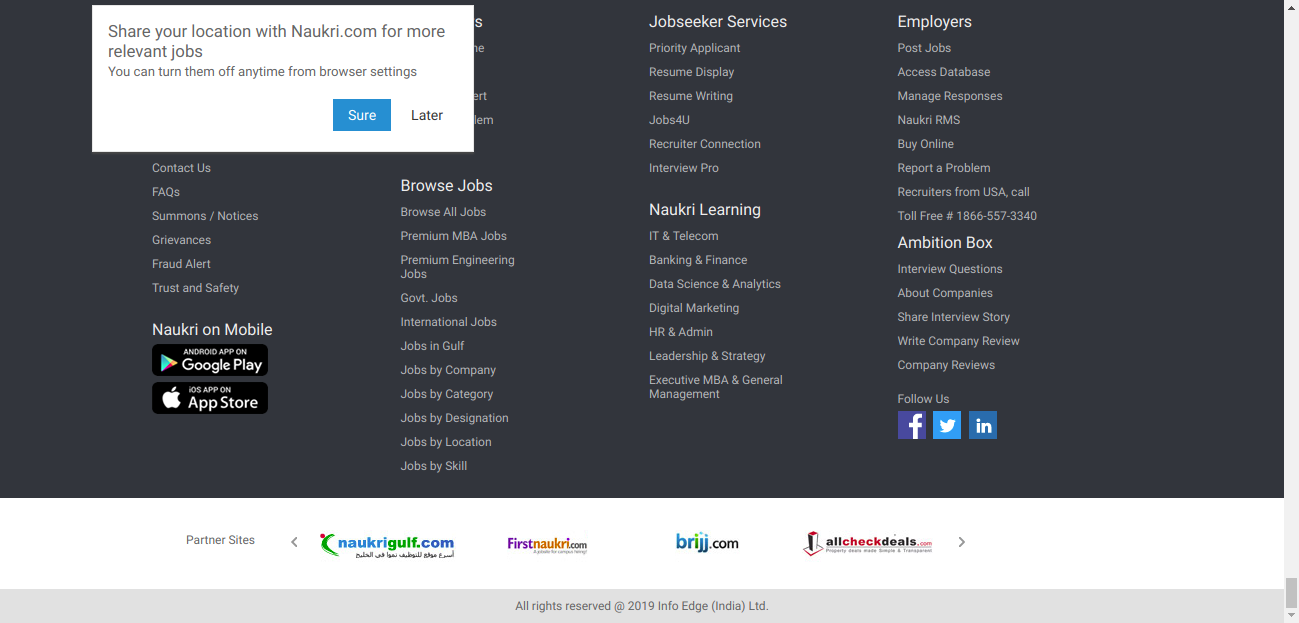 Share your location with Naukri.com for more
relevant jobs
You can turn them off anytime from browser settings
Sure
Later
Contact Us
FAQs
Summons / Notices
Grievances
Fraud Alert
Trust and Safety
Naukri on Mobile
ANDROID APP ON
Google Play
iOS APP ON
App Store
Browse Jobs
Browse All Jobs
Premium MBA Jobs
Premium Engineering
Jobs
Govt. Jobs
International Jobs
Jobs in Gulf
Jobs by Company
Jobs by Category
Jobs by Designation
Jobs by Location
Jobs by Skill
Jobseeker Services
Priority Applicant
Resume Display
Resume Writing
Jobs4U
Recruiter Connection
Interview Pro
Naukri Learning
IT & Telecom
Banking & Finance
Data Science & Analytics
Digital Marketing
HR & Admin
Leadership & Strategy
Executive MBA & General
Management
Employers
Post Jobs
Access Database
Manage Responses
Naukri RMS
Buy Online
Report a Problem
Recruiters from USA, call
Toll Free # 1866-557-3340
Ambition Box
Interview Questions
About Companies
Share Interview Story
Write Company Review
Company Reviews
Follow Us
Partner Sites
naukrigulf.com
أسرع موقع للتوظيف نموا في الخليج
Firstnaukri.com
A jobsite for campus hiring!
brijj.com
allcheckdeals.com
Property deals made Simple & Transparent
All rights reserved @ 2019 Info Edge (India) Ltd.